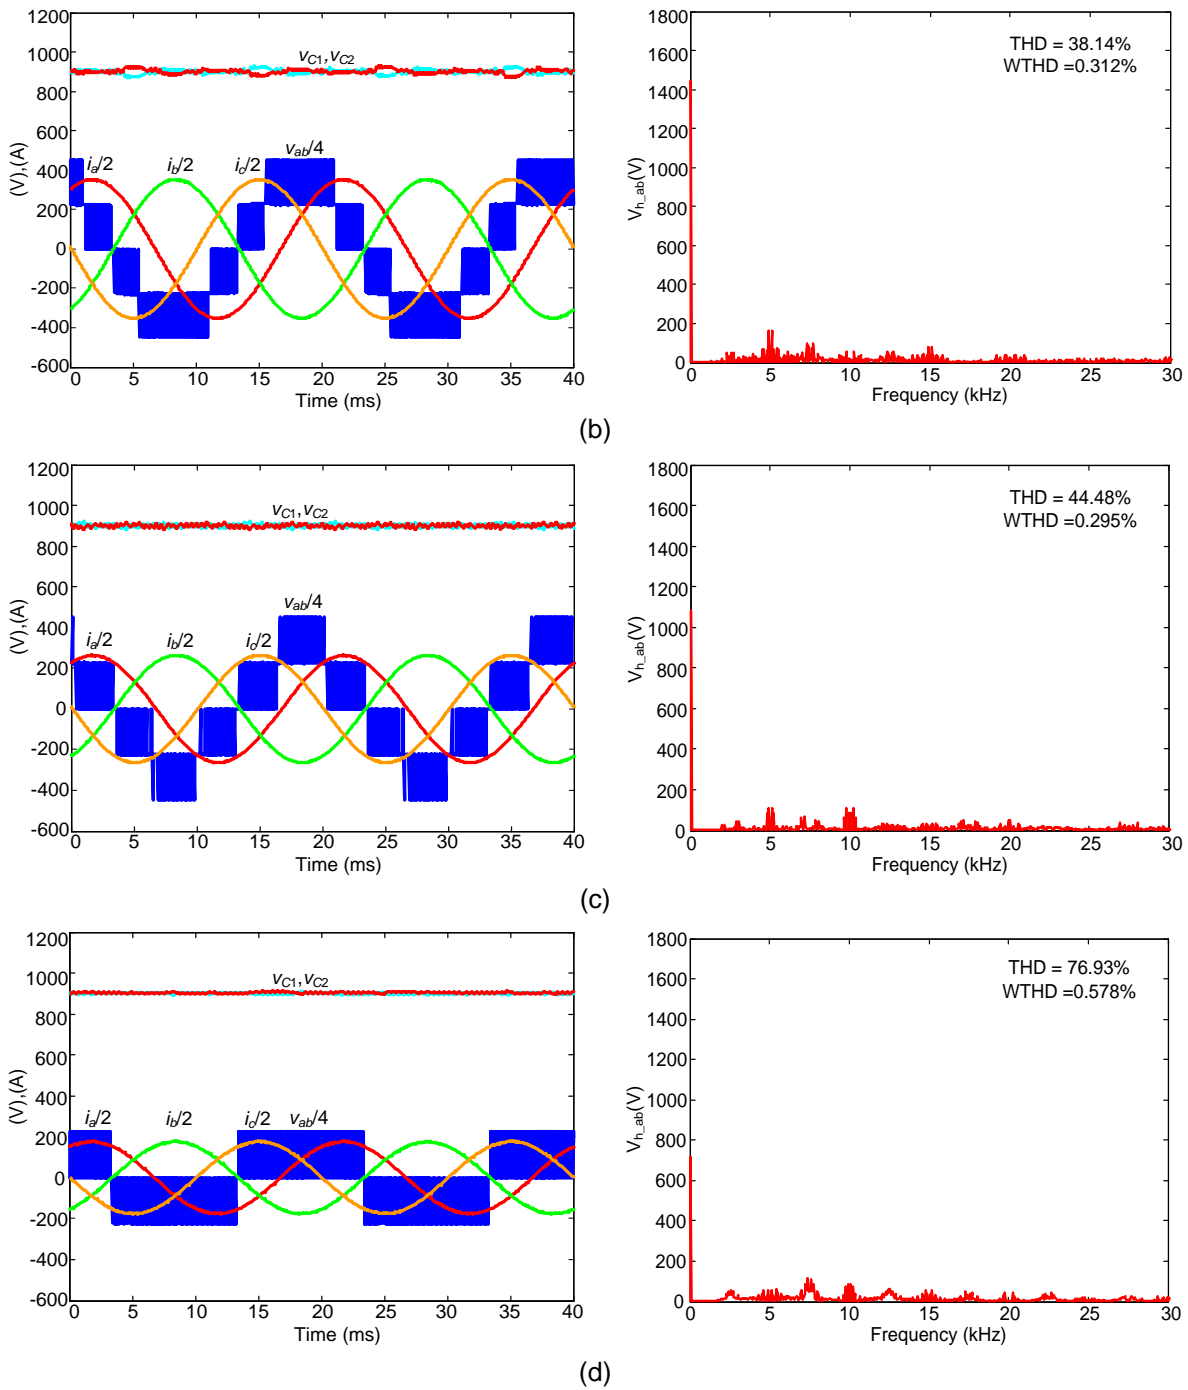 1200
1000
800
600
400
200
0
-200
-400
-600
(V),(A)
vC1,vC2
ia/2
ib/2
ic/2
vab/4
0 5 10 15 20 25 30 35 40
Time (ms)
1800
1600
1400
1200
1000
800
600
400
200
0
Vh_ab(V)
THD = 38.14%
WTHD =0.312%
0 5 10 15 20 25 30
Frequency (kHz)
(b)
1200
1000
800
600
400
200
0
-200
-400
-600
(V),(A)
vC1,vC2
vab/4
ia/2
ib/2
ic/2
0 5 10 15 20 25 30 35 40
Time (ms)
1800
1600
1400
1200
1000
800
600
400
200
0
Vh_ab(V)
THD = 44.48%
WTHD =0.295%
0 5 10 15 20 25 30
Frequency (kHz)
(c)
1200
1000
800
600
400
200
0
-200
-400
-600
(V),(A)
vC1,vC2
ia/2
ib/2
ic/2
vab/4
0 5 10 15 20 25 30 35 40
Time (ms)
1800
1600
1400
1200
1000
800
600
400
200
0
Vh_ab(V)
THD = 76.93%
WTHD =0.578%
0 5 10 15 20 25 30
Frequency (kHz)
(d)